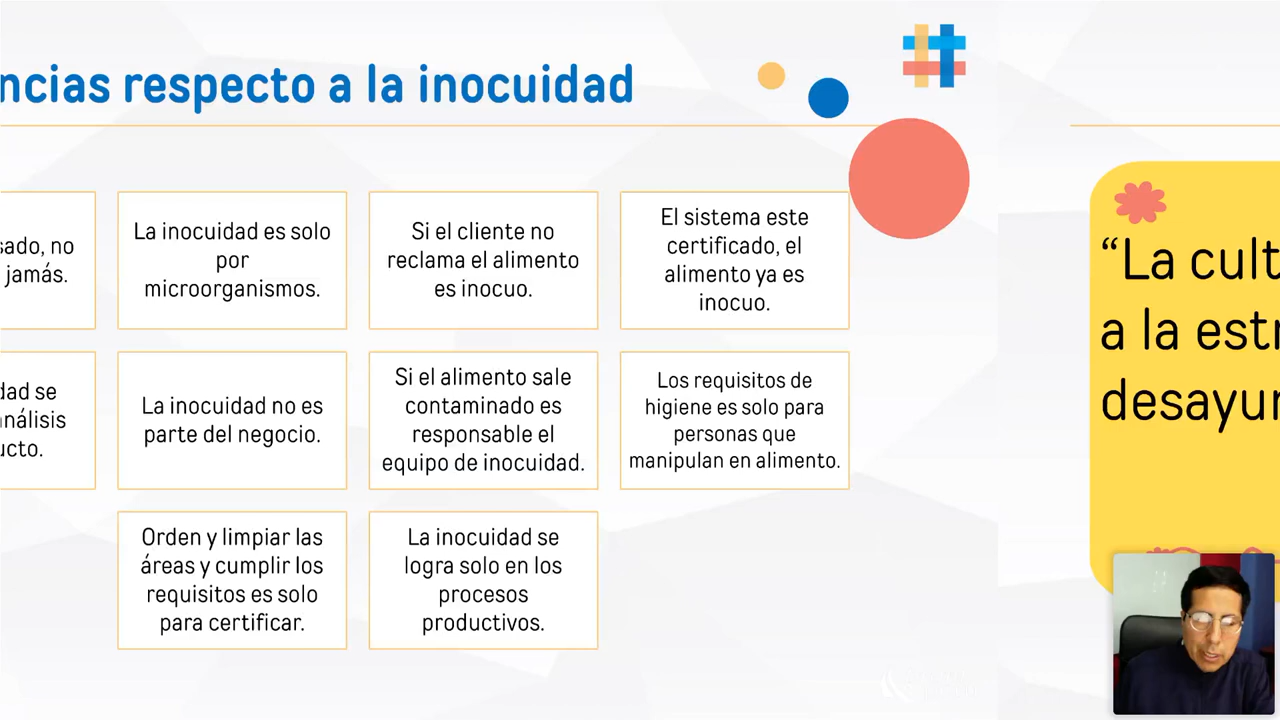 ncias respecto a la inocuidad
sado, no
jamás.
La inocuidad es solo
por
microorganismos.
Si el cliente no
reclama el alimento
es inocuo.
El sistema este
certificado, el
alimento ya es
inocuo.
dad se
nálisis
ucto.
La inocuidad no es
parte del negocio.
Si el alimento sale
contaminado es
responsable el
equipo de inocuidad.
Los requisitos de
higiene es solo para
personas que
manipulan en alimento.
Orden y limpiar las
áreas y cumplir los
requisitos es solo
para certificar.
La inocuidad se
logra solo en los
procesos
productivos.
“La cult
a la estr
desayun